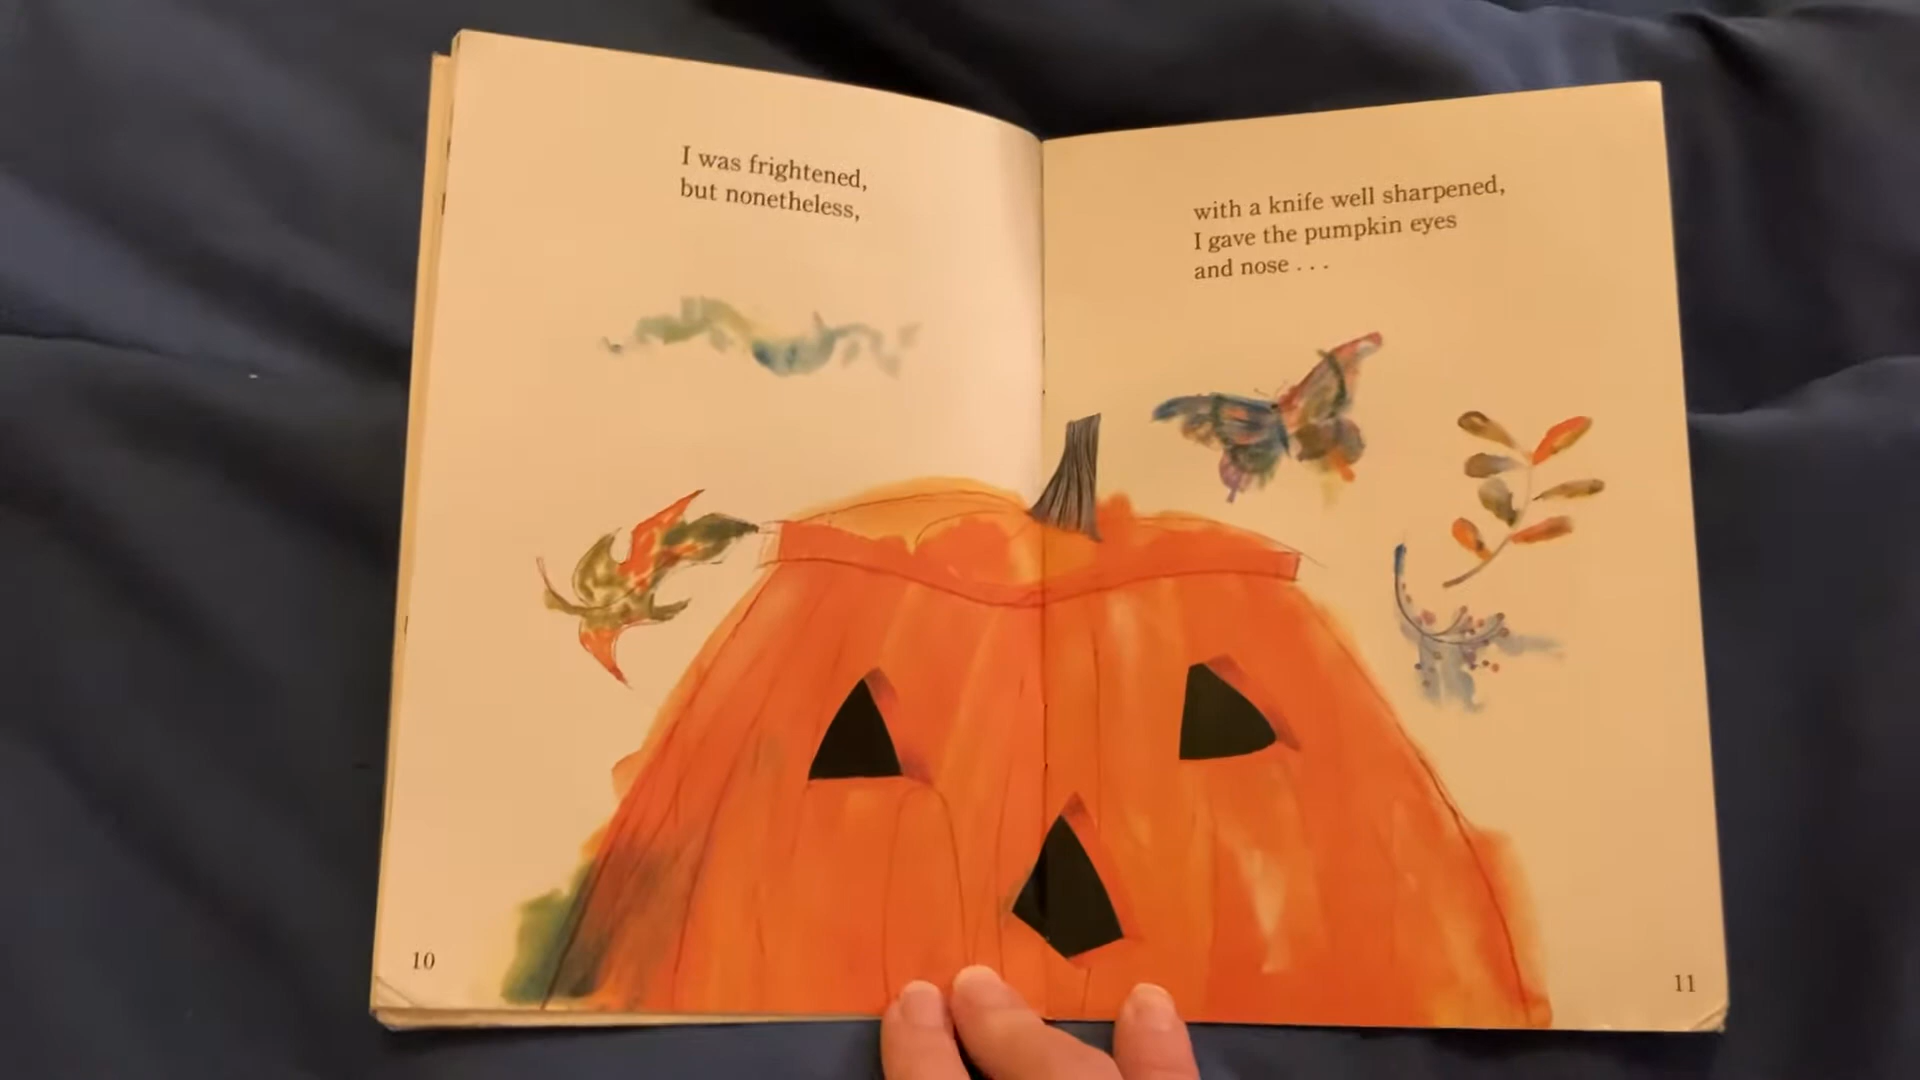 I was frightened,
but nonetheless,
10
with a knife well sharpened,
I gave the pumpkin eyes
and nose . . .
11